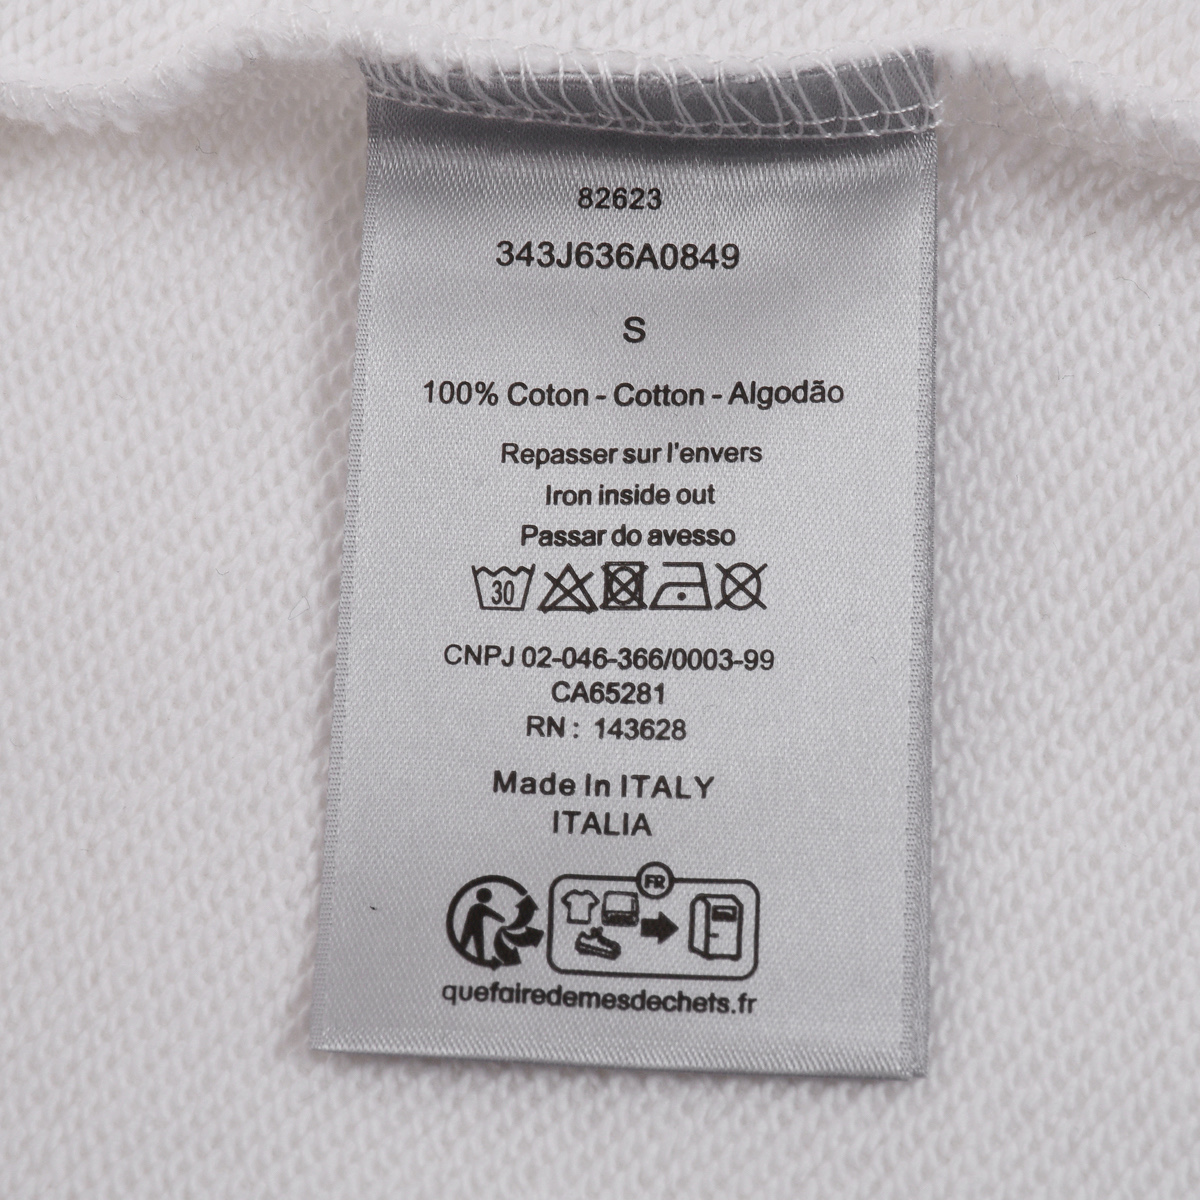 82623
343J636A0849
S
100% Coton - Cotton - Algodão
Repasser sur l'envers
Iron inside out
Passar do avesso
30
CNPJ 02-046-366/0003-99
CA65281
RN : 143628
Made In ITALY
ITALIA
FR
quefairedemesdechets.fr